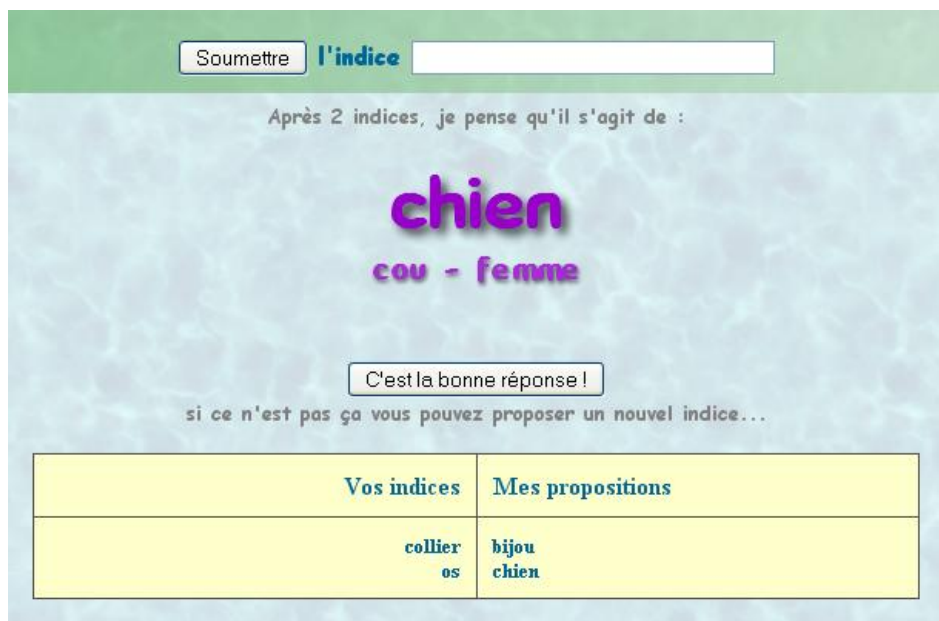 Soumettre l'indice
Après 2 indices, je pense qu'il s'agit de :
chien
cou - femme
C'est la bonne réponse !
si ce n'est pas ça vous pouvez proposer un nouvel indice...
Vos indices Mes propositions
collier bijou
os chien